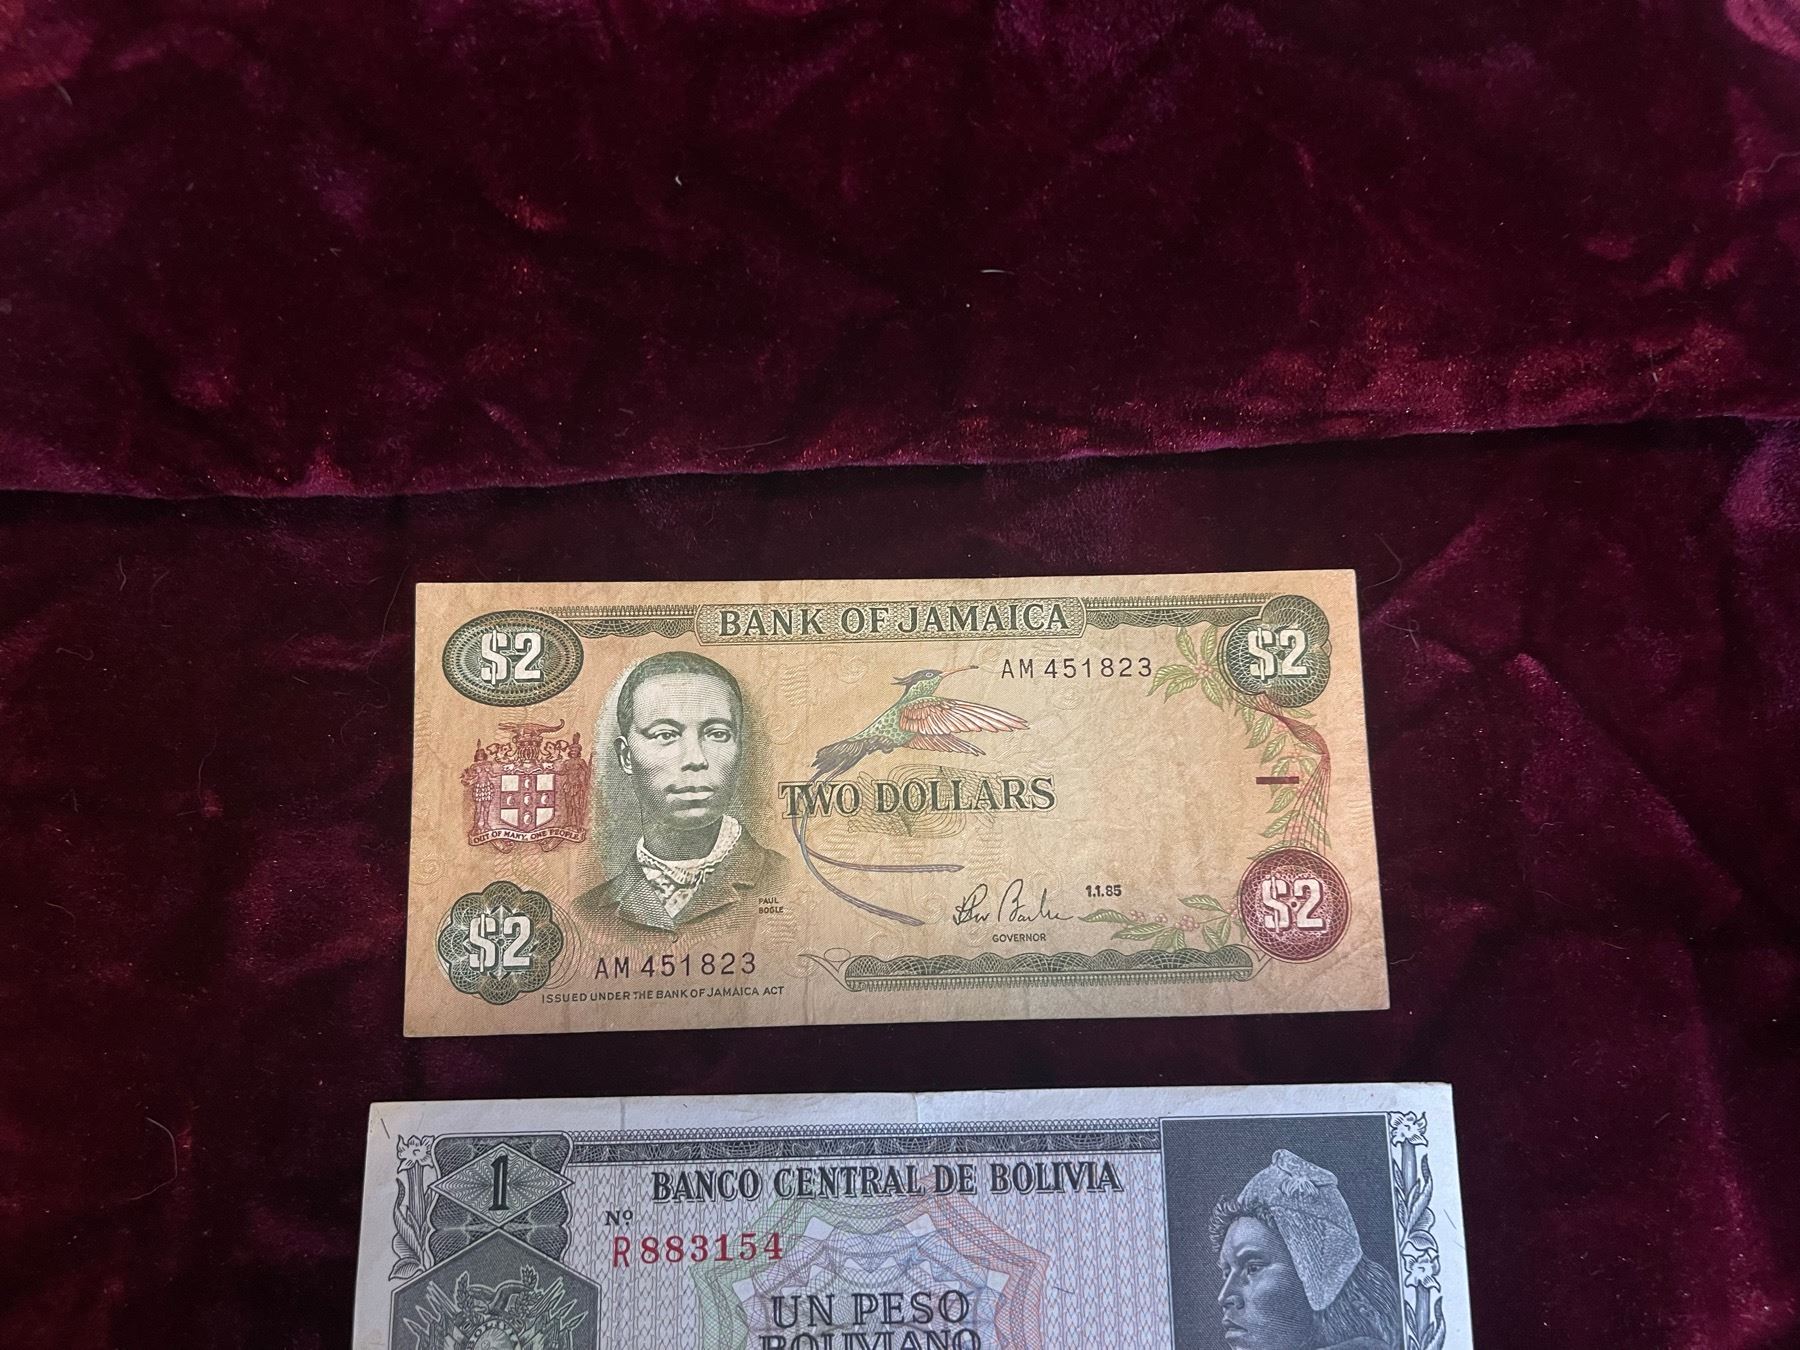 BANK OF JAMAICA
$2
$2
AM 451823
OUT OF MANY, ONE PEOPLE
TWO DOLLARS
PAUL
BOGLE
1.1.85
GOVERNOR
$2
$2
AM 451823
ISSUED UNDER THE BANK OF JAMAICA ACT
1
BANCO CENTRAL DE BOLIVIA
Nº
R 883154
UN PESO
BOLIVIANO